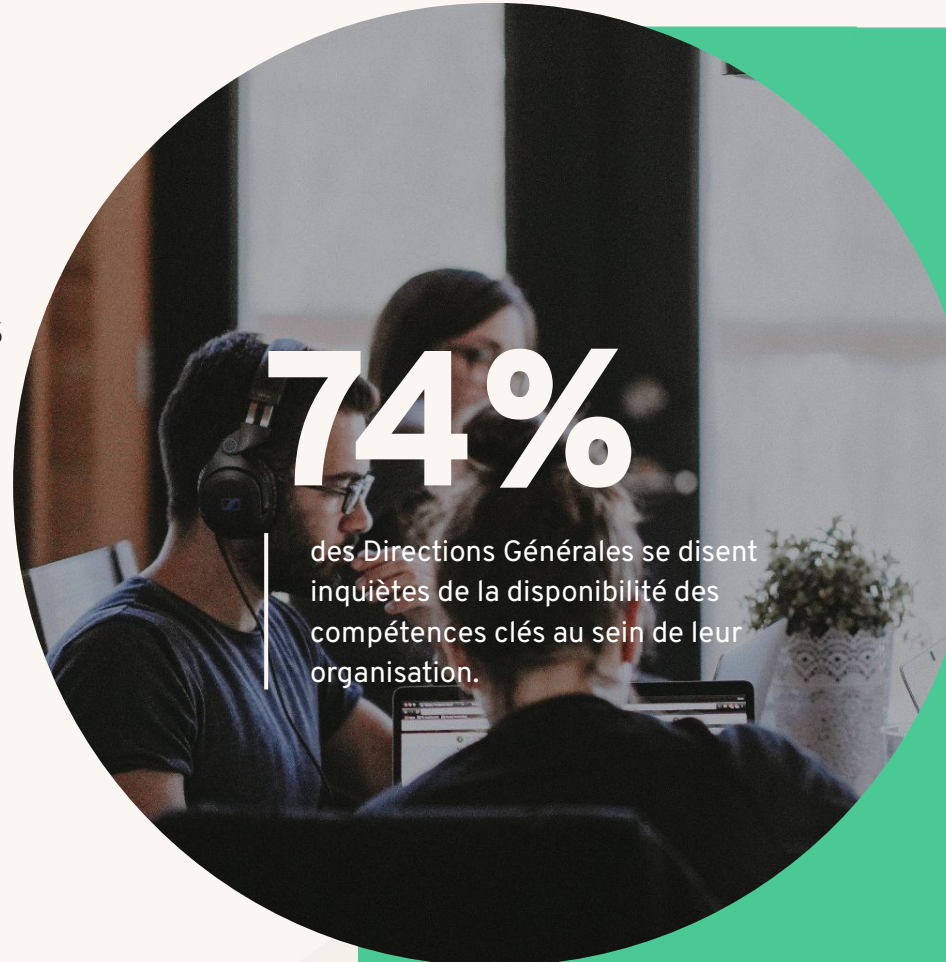 74%
des Directions Générales se disent
inquiètes de la disponibilité des
compétences clés au sein de leur
organisation.